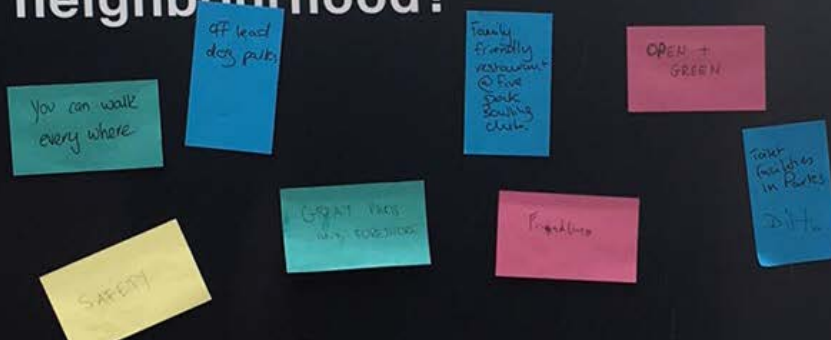 neighbourhood?
off lead
dog parks
Family
friendly
restaurant
@ Five
Dock
Bowling
Club.
OPEN +
GREEN
You can walk
every where
Toilet
facilities
in Parks
Ditto
GREAT PARKS
FORESHORE
Friendliness
SAFETY